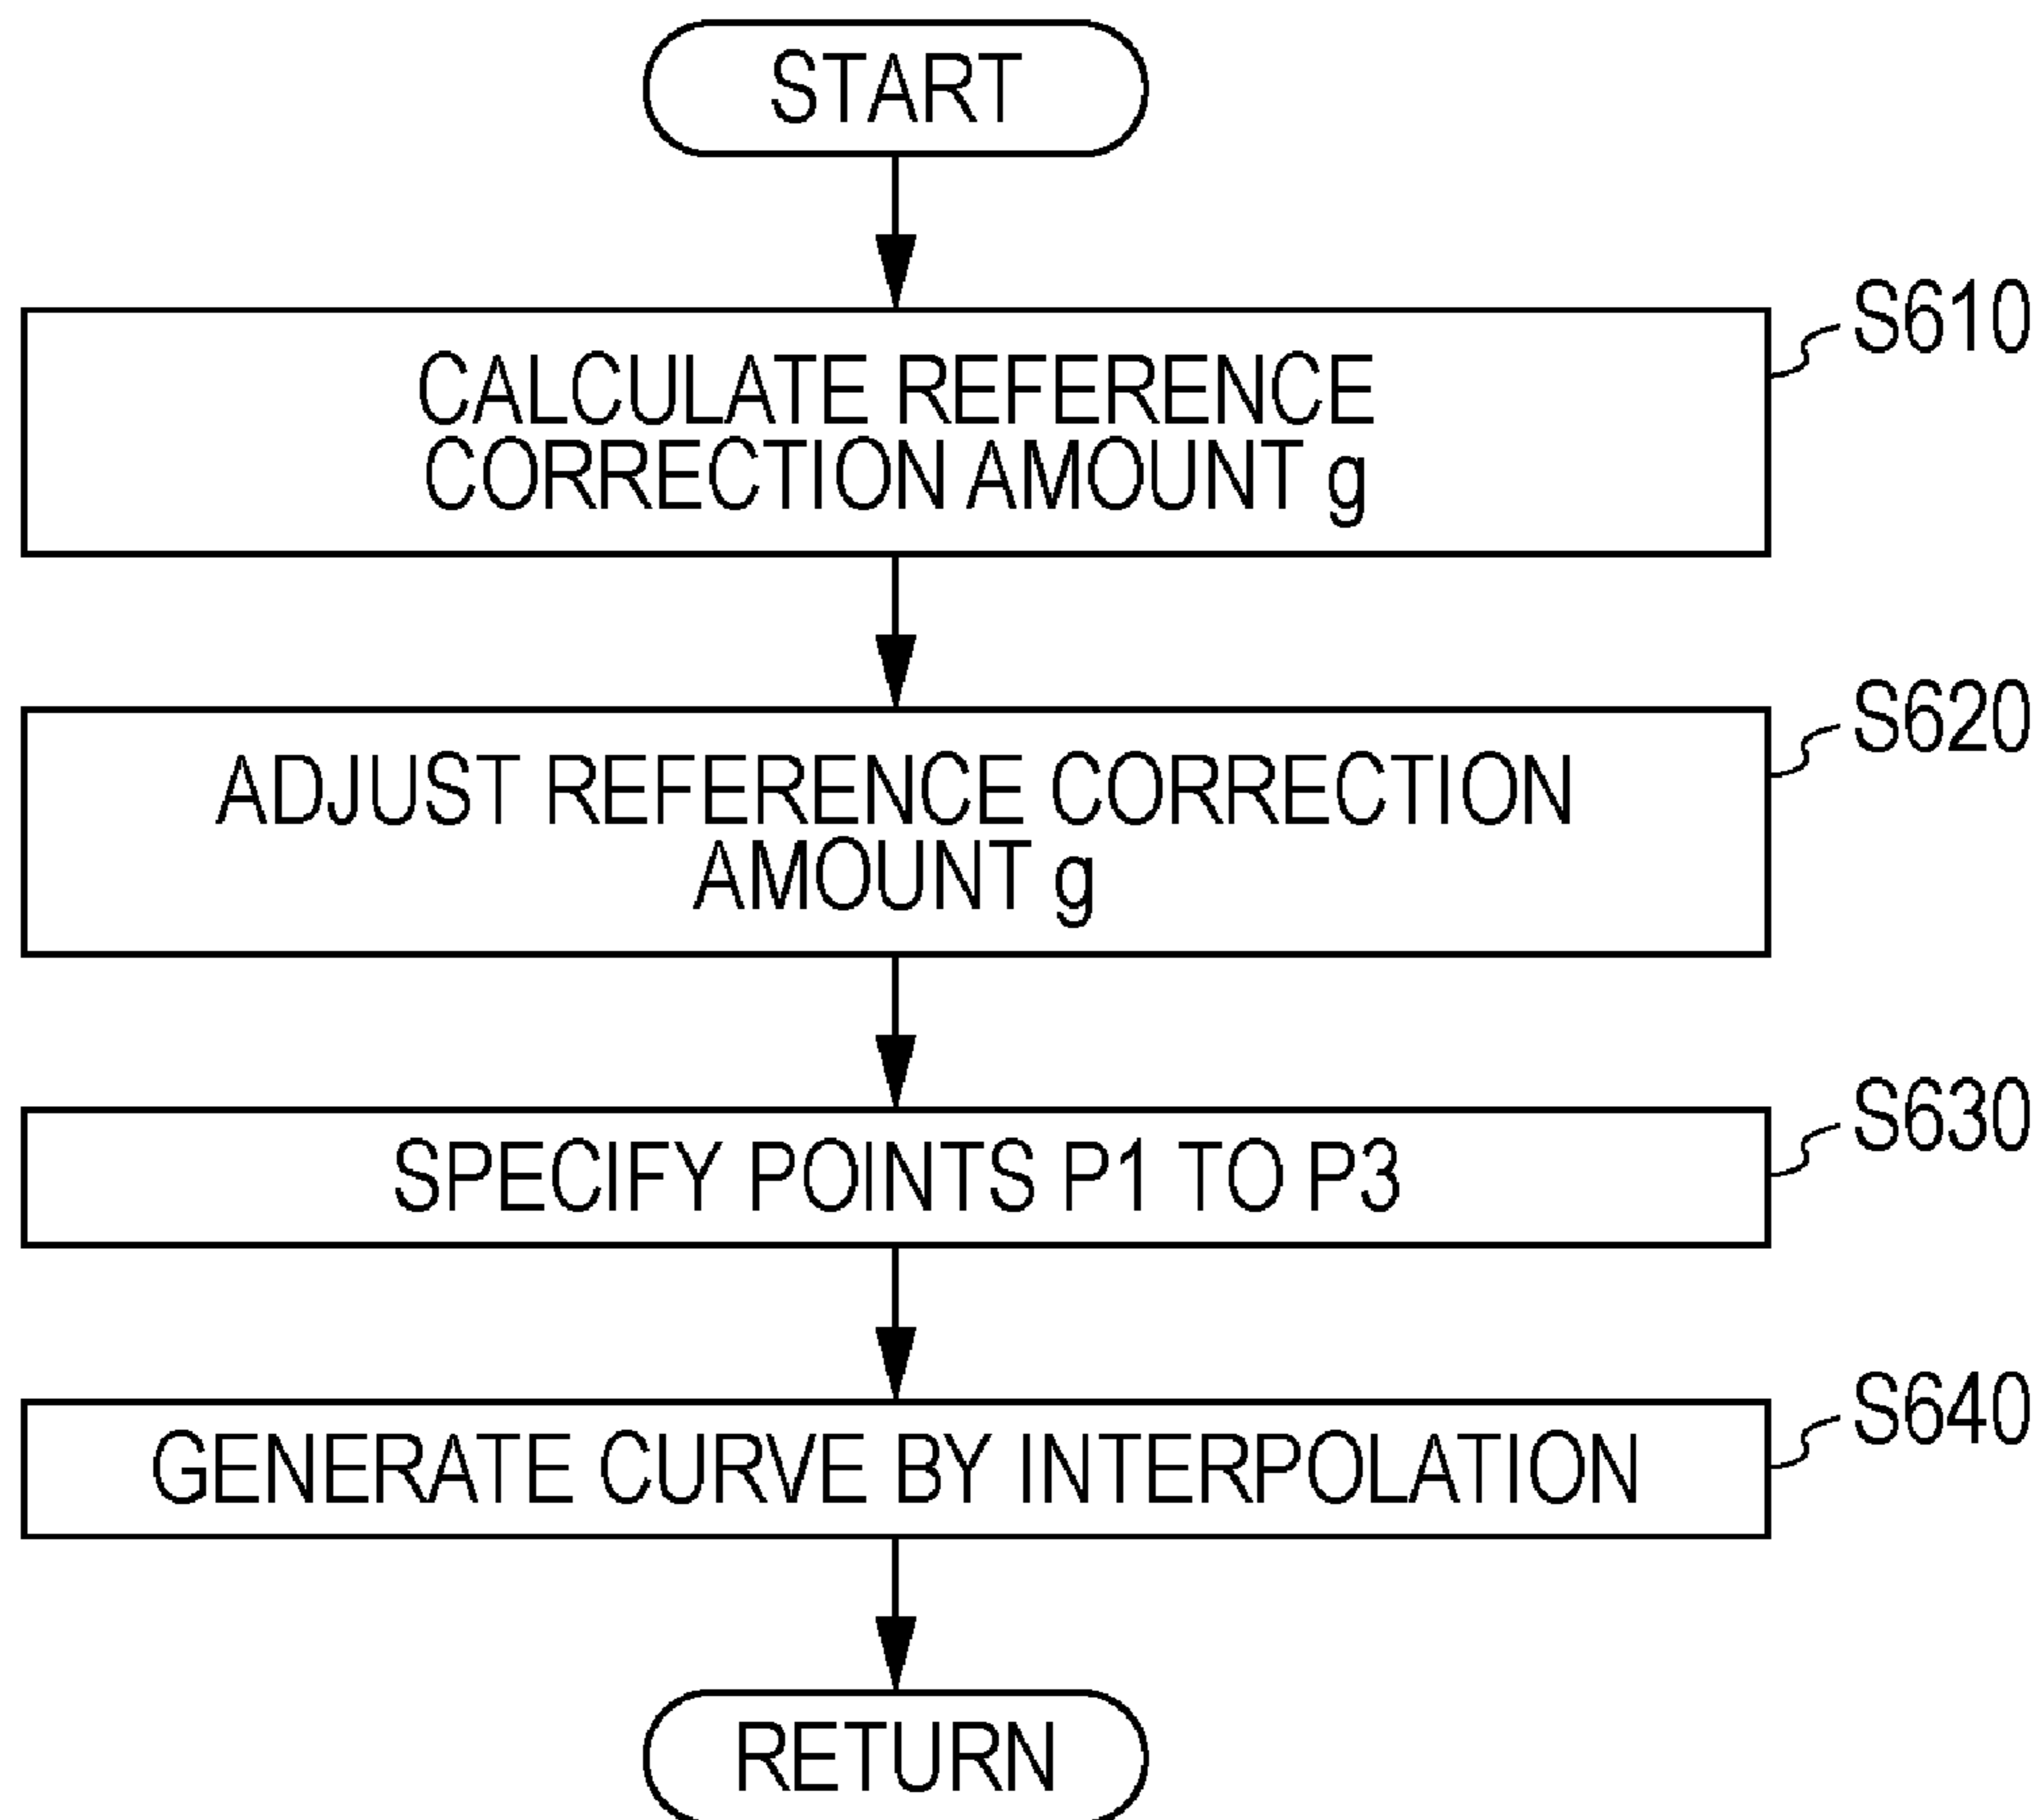 START
S610
CALCULATE REFERENCE
CORRECTION AMOUNT g
S620
ADJUST REFERENCE CORRECTION
AMOUNT g
S630
SPECIFY POINTS P1 TO P3
S640
GENERATE CURVE BY INTERPOLATION
RETURN